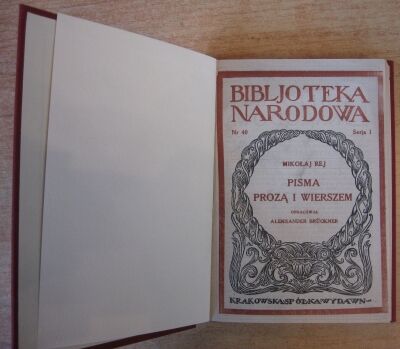 BIBLJOTEKA
NARODOWA
Nr 40 Serja I
MIKOŁAJ REJ
PISMA
PROZĄ I WIERSZEM
OPRACOWAŁ
ALEKSANDER BRÜCKNER
KRAKOWSKA SPÓŁKA WYDAWN.